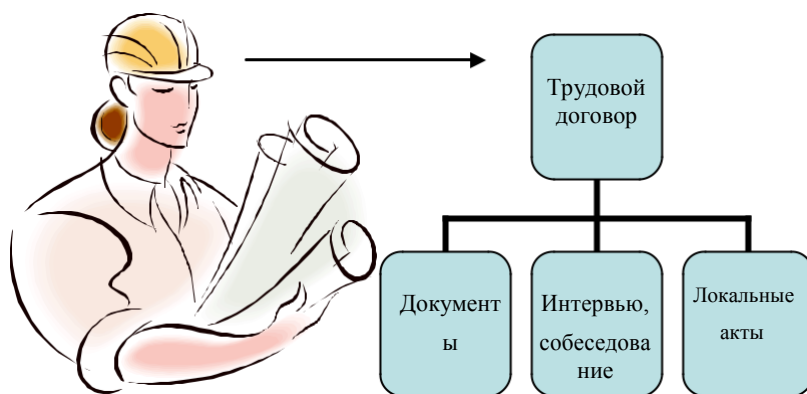 Трудовой
договор
Документ
ы
Интервью,
собеседова
ние
Локальные
акты